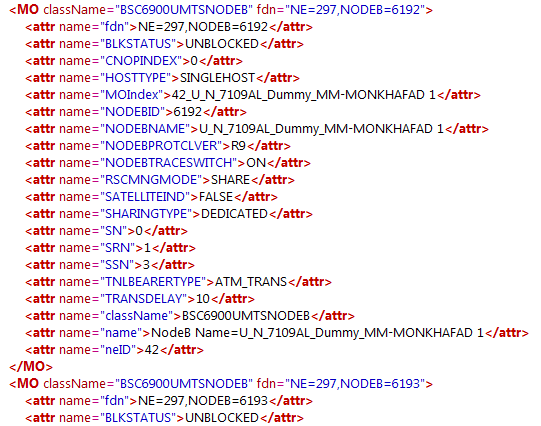 <MO className="BSC6900UMTSNODEB" fdn="NE=297,NODEB=6192">
<attr name="fdn">NE=297,NODEB=6192</attr>
<attr name="BLKSTATUS">UNBLOCKED</attr>
<attr name="CNOPINDEX">0</attr>
<attr name="HOSTTYPE">SINGLEHOST</attr>
<attr name="MOIndex">42_U_N_7109AL_Dummy_MM-MONKHAFAD 1</attr>
<attr name="NODEBID">6192</attr>
<attr name="NODEBNAME">U_N_7109AL_Dummy_MM-MONKHAFAD 1</attr>
<attr name="NODEBPROTCLVER">R9</attr>
<attr name="NODEBTRACESWITCH">ON</attr>
<attr name="RSCMNGMODE">SHARE</attr>
<attr name="SATELLITEIND">FALSE</attr>
<attr name="SHARINGTYPE">DEDICATED</attr>
<attr name="SN">0</attr>
<attr name="SRN">1</attr>
<attr name="SSN">3</attr>
<attr name="TNLBEARERTYPE">ATM_TRANS</attr>
<attr name="TRANSDELAY">10</attr>
<attr name="className">BSC6900UMTSNODEB</attr>
<attr name="name">NodeB Name=U_N_7109AL_Dummy_MM-MONKHAFAD 1</attr>
<attr name="neID">42</attr>
</MO>
<MO className="BSC6900UMTSNODEB" fdn="NE=297,NODEB=6193">
<attr name="fdn">NE=297,NODEB=6193</attr>
<attr name="BLKSTATUS">UNBLOCKED</attr>